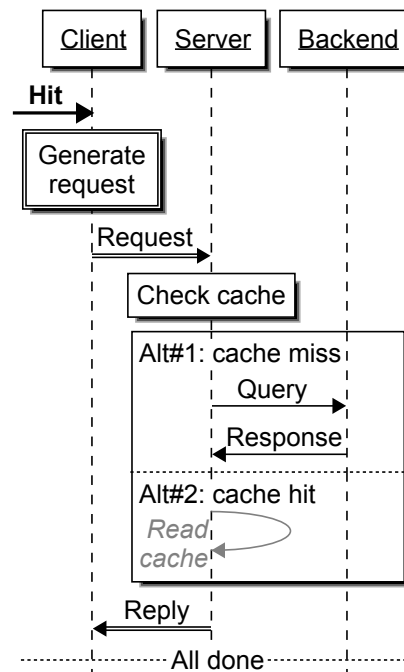 Client Server Backend
Hit
Generate
request
Request
Check cache
Alt#1: cache miss
Query
Response
Alt#2: cache hit
Read
cache
Reply
All done